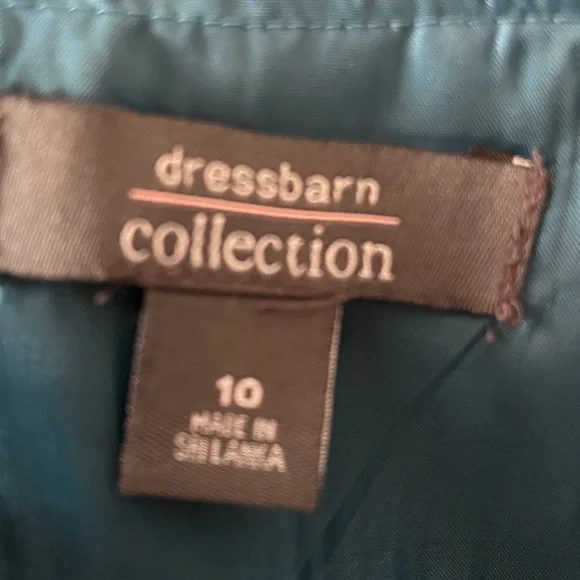 dressbarn
collection
10
MADE IN
SRI LANKA